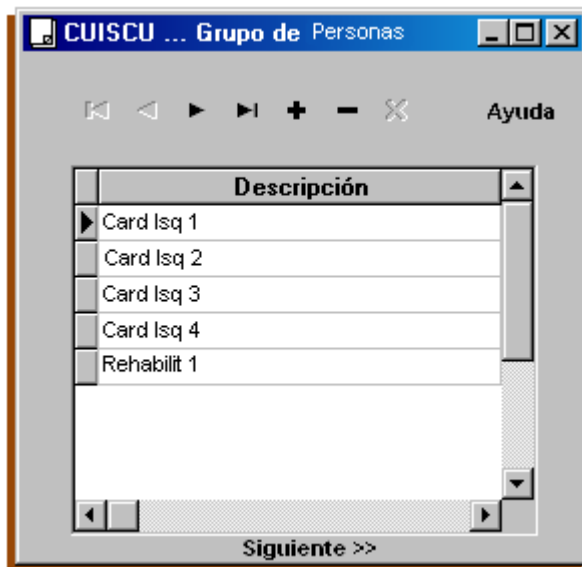 CUISCU ... Grupo de Personas
Ayuda
Descripción
Card Isq 1
Card Isq 2
Card Isq 3
Card Isq 4
Rehabilit 1
Siguiente >>